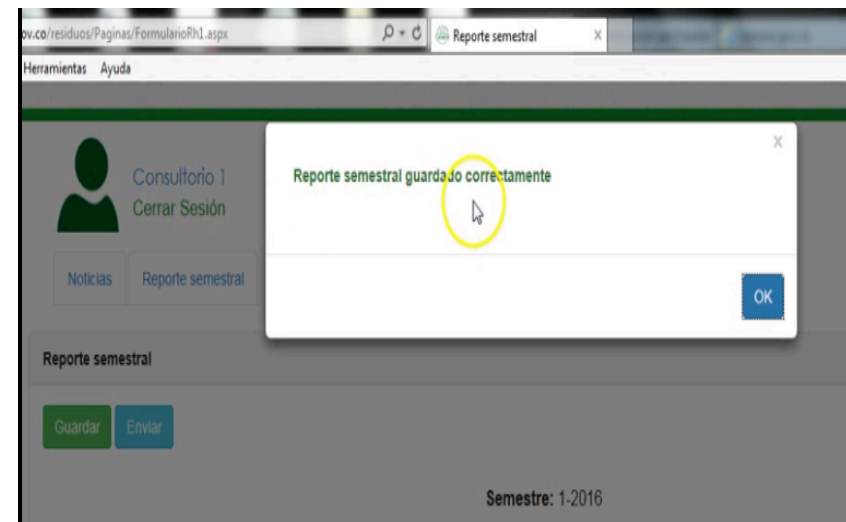 ov.co/residuos/Paginas/FormularioRh1.aspx
Reporte semestral
Herramientas Ayuda
Consultorio 1
Cerrar Sesión
Reporte semestral guardado correctamente
OK
Noticias
Reporte semestral
Reporte semestral
Guardar
Enviar
Semestre: 1-2016